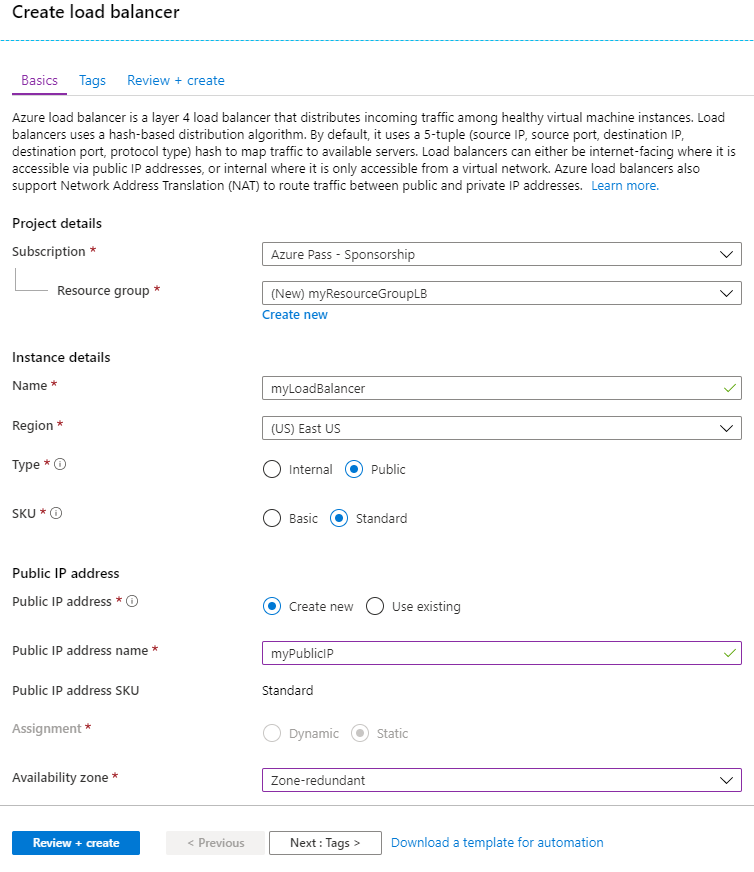 Create load balancer
Basics Tags Review + create
Azure load balancer is a layer 4 load balancer that distributes incoming traffic among healthy virtual machine instances. Load
balancers uses a hash-based distribution algorithm. By default, it uses a 5-tuple (source IP, source port, destination IP,
destination port, protocol type) hash to map traffic to available servers. Load balancers can either be internet-facing where it is
accessible via public IP addresses, or internal where it is only accessible from a virtual network. Azure load balancers also
support Network Address Translation (NAT) to route traffic between public and private IP addresses. Learn more.
Project details
Subscription * Azure Pass - Sponsorship
Resource group * (New) myResourceGroupLB
Create new
Instance details
Name * myLoadBalancer
Region * (US) East US
Type * Internal Public
SKU * Basic Standard
Public IP address
Public IP address * Create new Use existing
Public IP address name * myPublicIP
Public IP address SKU Standard
Assignment * Dynamic Static
Availability zone * Zone-redundant
Review + create < Previous Next : Tags > Download a template for automation